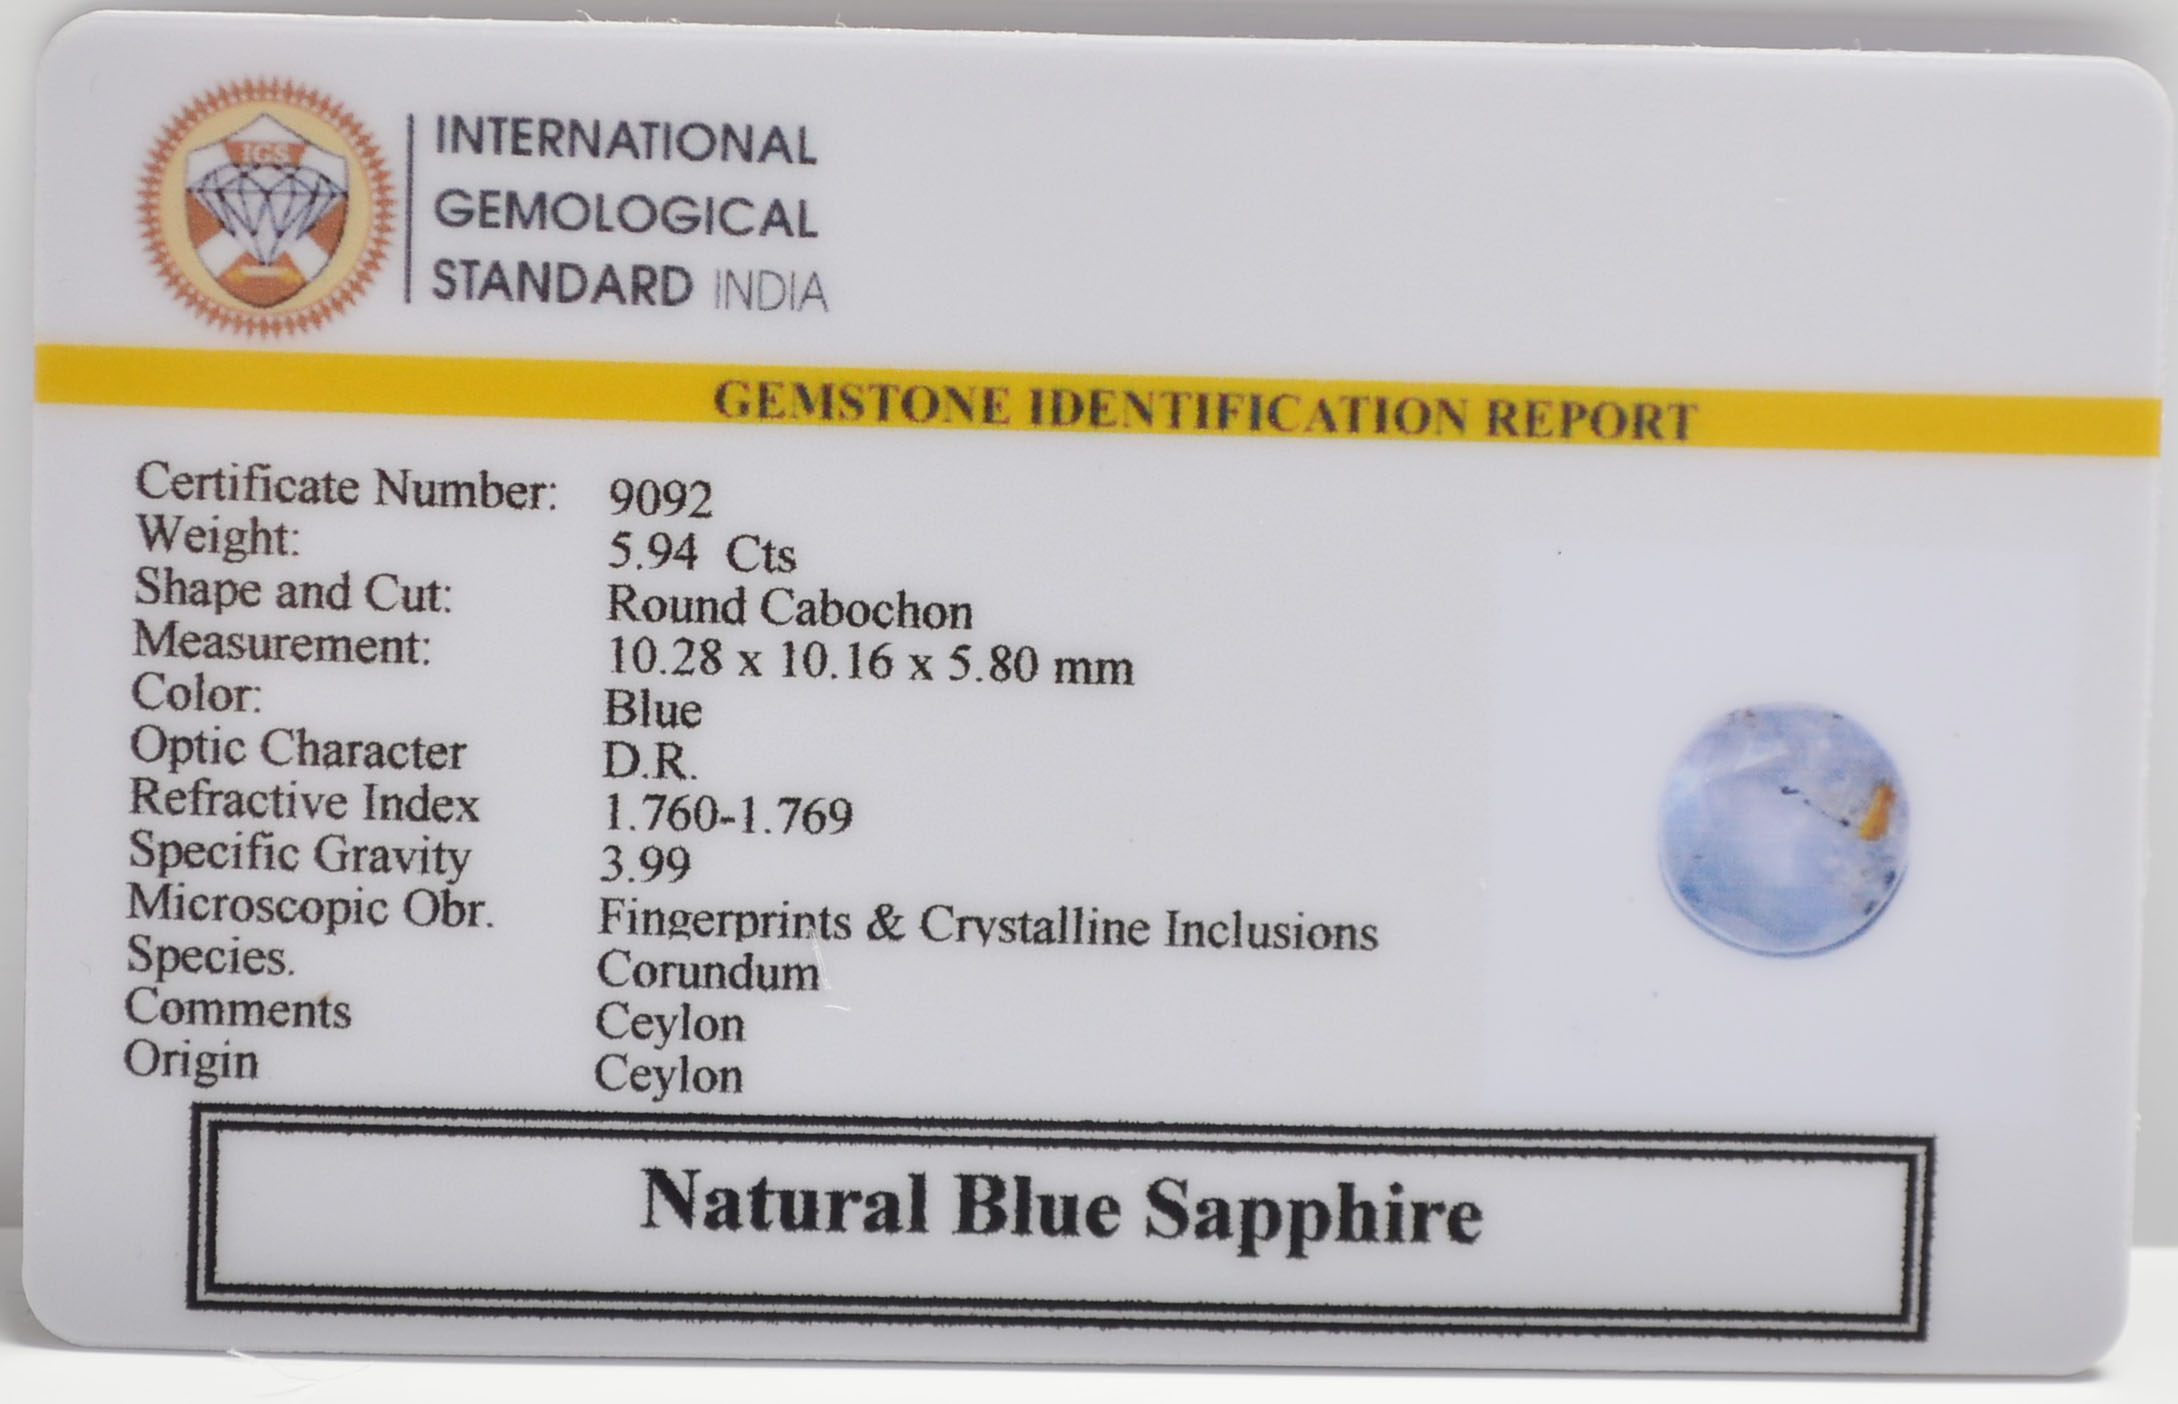 IGS
INTERNATIONAL
GEMOLOGICAL
STANDARD INDIA
GEMSTONE IDENTIFICATION REPORT
Certificate Number: 9092
Weight: 5.94 Cts
Shape and Cut: Round Cabochon
Measurement: 10.28 x 10.16 x 5.80 mm
Color: Blue
Optic Character D.R.
Refractive Index 1.760-1.769
Specific Gravity 3.99
Microscopic Obr. Fingerprints & Crystalline Inclusions
Species. Corundum
Comments Ceylon
Origin Ceylon
Natural Blue Sapphire